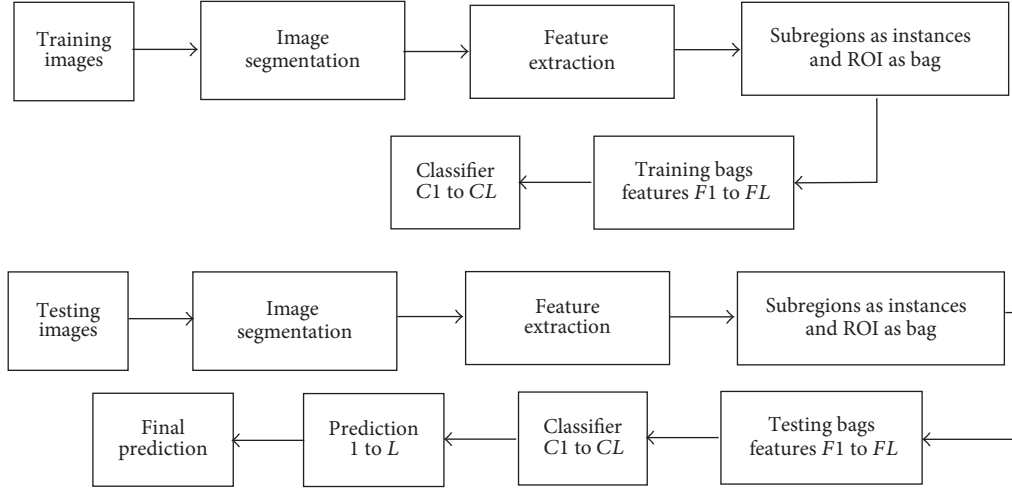 Training
images
Image
segmentation
Feature
extraction
Subregions as instances
and ROI as bag
Classifier
C1 to CL
Training bags
features F1 to FL
Testing
images
Image
segmentation
Feature
extraction
Subregions as instances
and ROI as bag
Final
prediction
Prediction
1 to L
Classifier
C1 to CL
Testing bags
features F1 to FL